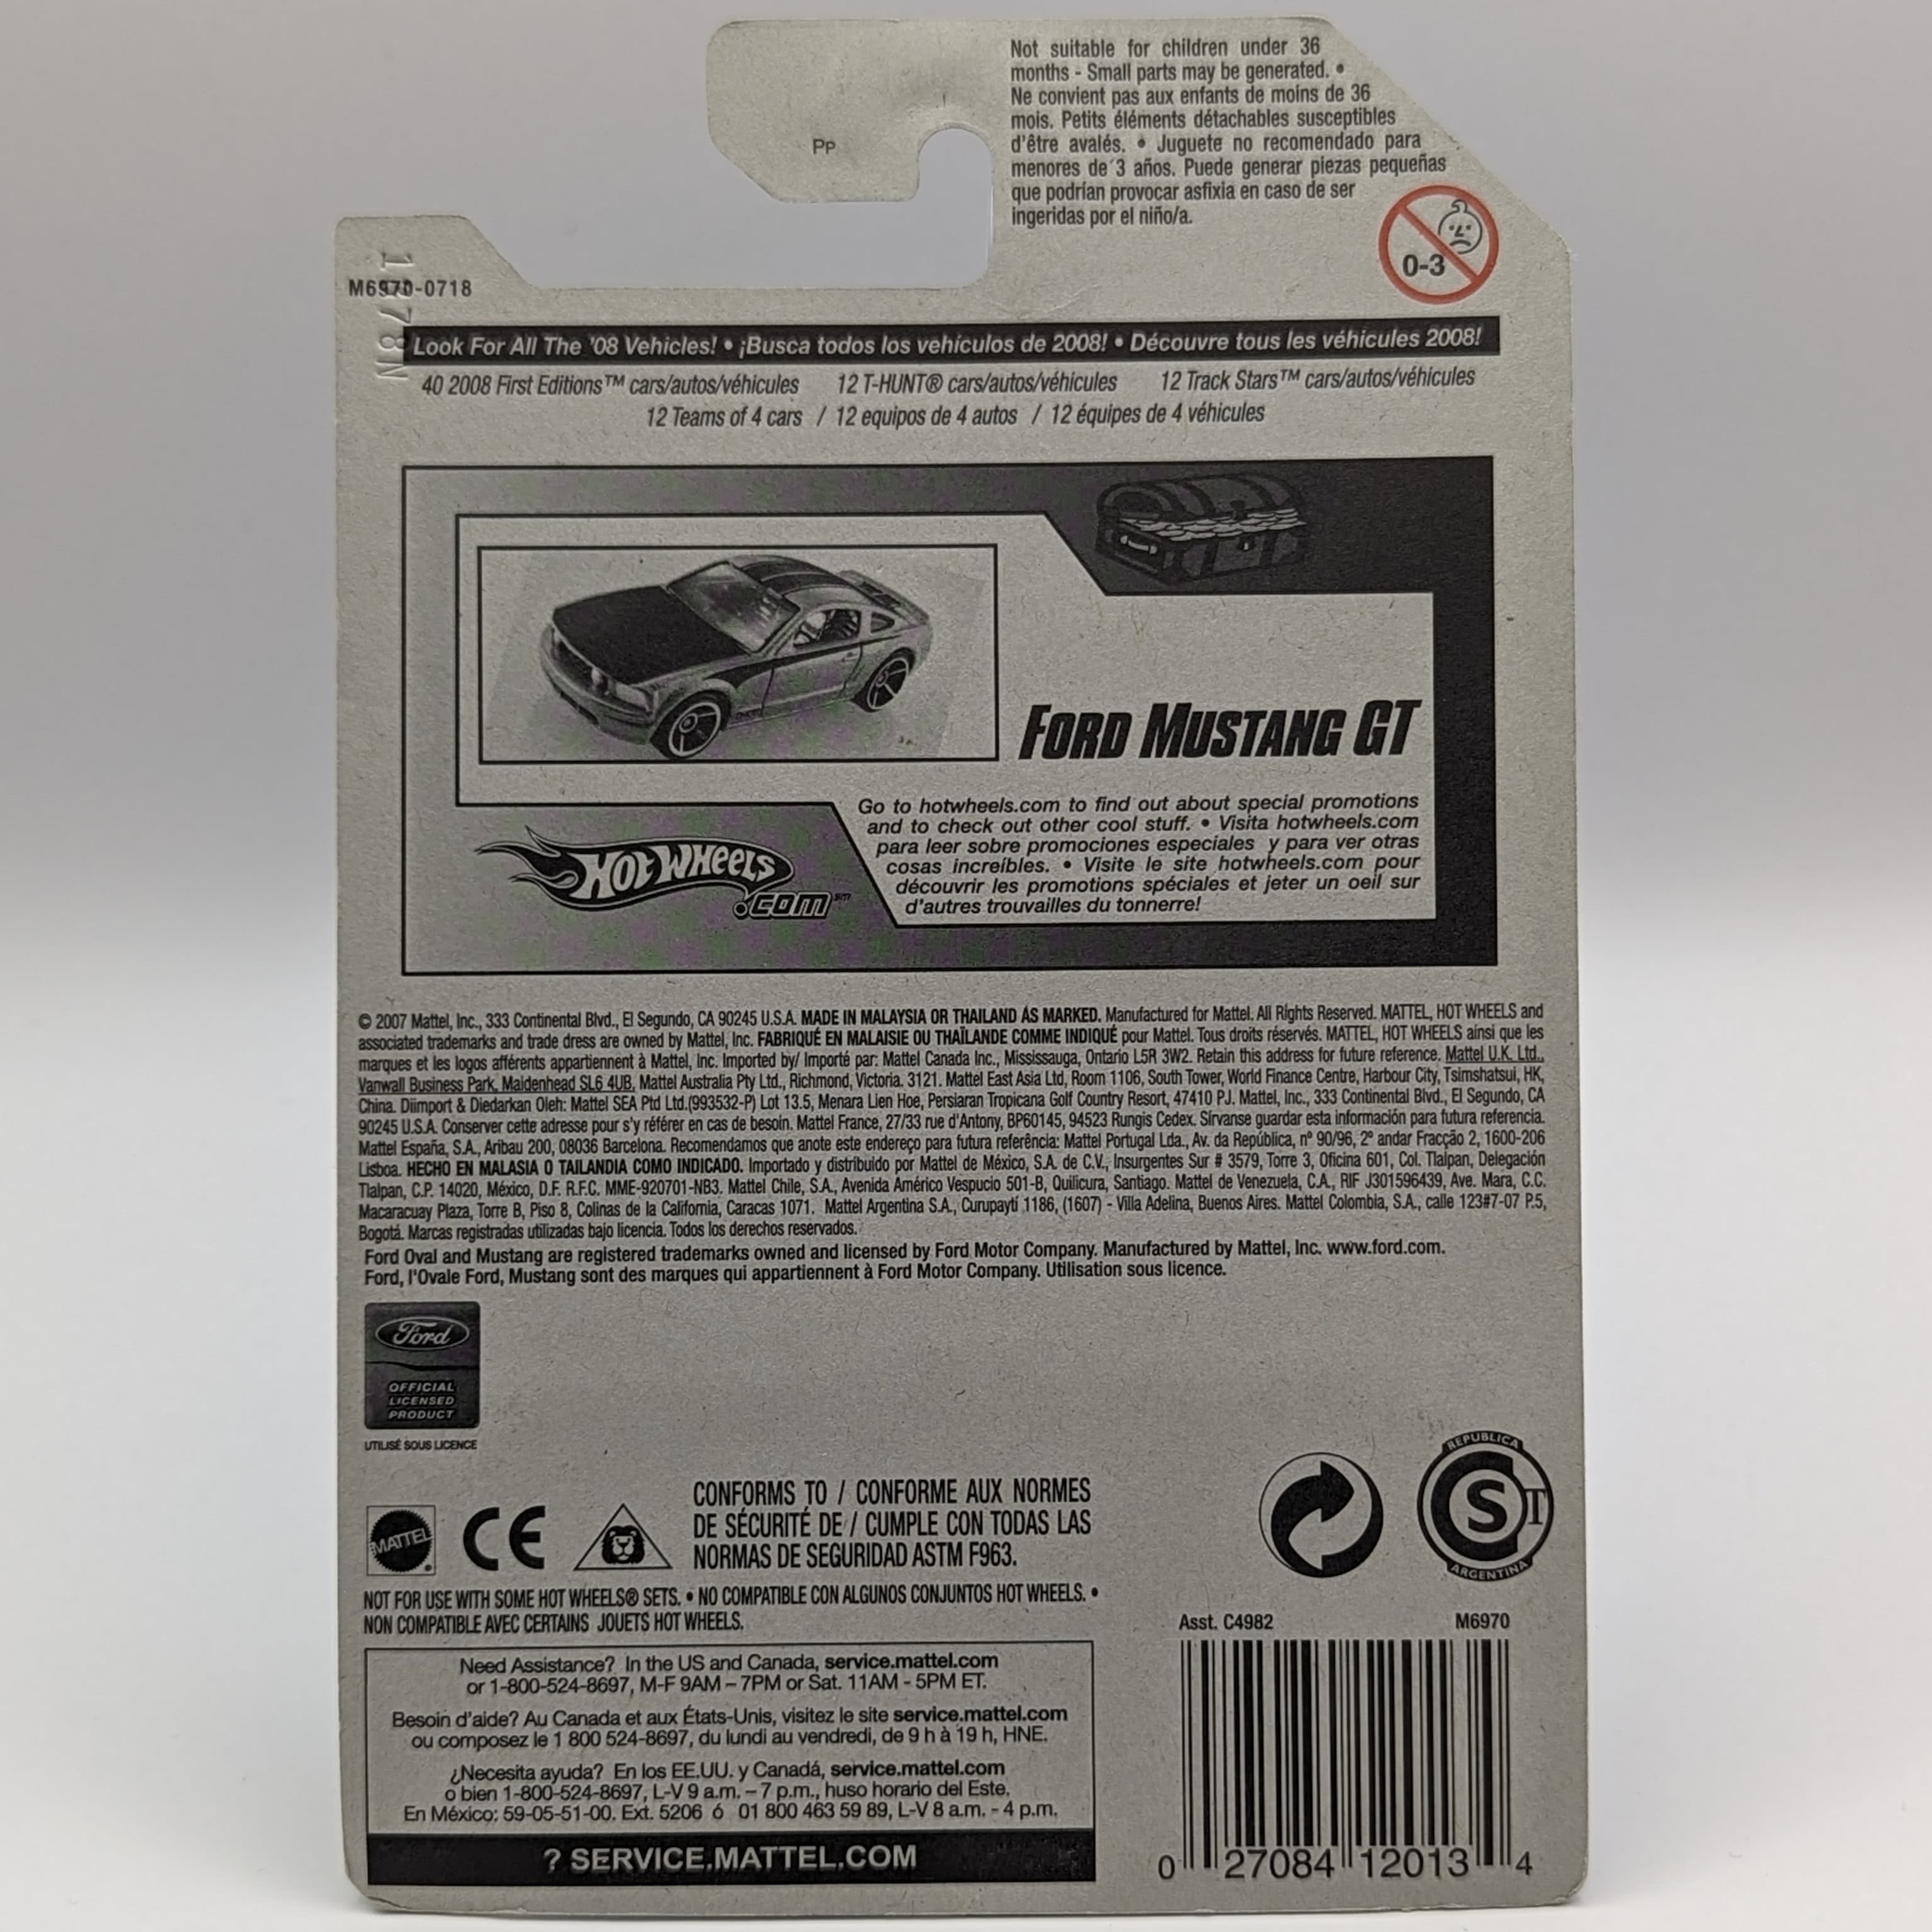 Not suitable for children under 36
months - Small parts may be generated. •
Ne convient pas aux enfants de moins de 36
mois. Petits éléments détachables susceptibles
d'être avalés. • Juguete no recomendado para
menores de 3 años. Puede generar piezas pequeñas
que podrían provocar asfixia en caso de ser
ingeridas por el niño/a.
PP
0-3
M6970-0718
Look For All The '08 Vehicles! • ¡Busca todos los vehículos de 2008! • Découvre tous les véhicules 2008!
40 2008 First Editions™ cars/autos/véhicules 12 T-HUNT® cars/autos/véhicules 12 Track Stars™ cars/autos/véhicules
12 Teams of 4 cars / 12 equipos de 4 autos / 12 équipes de 4 véhicules
FORD MUSTANG GT
Go to hotwheels.com to find out about special promotions
and to check out other cool stuff. • Visita hotwheels.com
para leer sobre promociones especiales y para ver otras
cosas increíbles. • Visite le site hotwheels.com pour
découvrir les promotions spéciales et jeter un oeil sur
d'autres trouvailles du tonnerre!
HOT WHEELS
.COM℠
© 2007 Mattel, Inc., 333 Continental Blvd., El Segundo, CA 90245 U.S.A. MADE IN MALAYSIA OR THAILAND ÁS MARKED. Manufactured for Mattel. All Rights Reserved. MATTEL, HOT WHEELS and
associated trademarks and trade dress are owned by Mattel, Inc. FABRIQUÉ EN MALAISIE OU THAÏLANDE COMME INDIQUÉ pour Mattel. Tous droits réservés. MATTEL, HOT WHEELS ainsi que les
marques et les logos afférents appartiennent à Mattel, Inc. Imported by/ Importé par: Mattel Canada Inc., Mississauga, Ontario L5R 3W2. Retain this address for future reference. Mattel U.K. Ltd.,
Vanwall Business Park, Maidenhead SL6 4UB. Mattel Australia Pty Ltd., Richmond, Victoria. 3121. Mattel East Asia Ltd, Room 1106, South Tower, World Finance Centre, Harbour City, Tsimshatsui, HK,
China. Diimport & Diedarkan Oleh: Mattel SEA Ptd Ltd.(993532-P) Lot 13.5, Menara Lien Hoe, Persiaran Tropicana Golf Country Resort, 47410 PJ. Mattel, Inc., 333 Continental Blvd., El Segundo, CA
90245 U.S.A. Conserver cette adresse pour s'y référer en cas de besoin. Mattel France, 27/33 rue d'Antony, BP60145, 94523 Rungis Cedex. Sírvanse guardar esta información para futura referencia.
Mattel España, S.A., Aribau 200, 08036 Barcelona. Recomendamos que anote este endereço para futura referência: Mattel Portugal Lda., Av. da República, nº 90/96, 2º andar Fracção 2, 1600-206
Lisboa. HECHO EN MALASIA O TAILANDIA COMO INDICADO. Importado y distribuido por Mattel de México, S.A. de C.V., Insurgentes Sur # 3579, Torre 3, Oficina 601, Col. Tlalpan, Delegación
Tlalpan, C.P. 14020, México, D.F. R.F.C. MME-920701-NB3. Mattel Chile, S.A., Avenida Américo Vespucio 501-B, Quilicura, Santiago. Mattel de Venezuela, C.A., RIF J301596439, Ave. Mara, C.C.
Macaracuay Plaza, Torre B, Piso 8, Colinas de la California, Caracas 1071. Mattel Argentina S.A., Curupaytí 1186, (1607) - Villa Adelina, Buenos Aires. Mattel Colombia, S.A., calle 123#7-07 P.5,
Bogotá. Marcas registradas utilizadas bajo licencia. Todos los derechos reservados.
Ford Oval and Mustang are registered trademarks owned and licensed by Ford Motor Company. Manufactured by Mattel, Inc. www.ford.com.
Ford, l'Ovale Ford, Mustang sont des marques qui appartiennent à Ford Motor Company. Utilisation sous licence.
Ford
OFFICIAL
LICENSED
PRODUCT
UTILISÉ SOUS LICENCE
MATTEL
CE
CONFORMS TO / CONFORME AUX NORMES
DE SÉCURITÉ DE / CUMPLE CON TODAS LAS
NORMAS DE SEGURIDAD ASTM F963.
REPUBLICA
S T
ARGENTINA
NOT FOR USE WITH SOME HOT WHEELS® SETS. • NO COMPATIBLE CON ALGUNOS CONJUNTOS HOT WHEELS. •
NON COMPATIBLE AVEC CERTAINS JOUETS HOT WHEELS.
Asst. C4982 M6970
Need Assistance? In the US and Canada, service.mattel.com
or 1-800-524-8697, M-F 9AM – 7PM or Sat. 11AM - 5PM ET.
Besoin d'aide? Au Canada et aux États-Unis, visitez le site service.mattel.com
ou composez le 1 800 524-8697, du lundi au vendredi, de 9 h à 19 h, HNE.
¿Necesita ayuda? En los EE.UU. y Canadá, service.mattel.com
o bien 1-800-524-8697, L-V 9 a.m. – 7 p.m., huso horario del Este.
En México: 59-05-51-00. Ext. 5206 ó 01 800 463 59 89, L-V 8 a.m. - 4 p.m.
? SERVICE.MATTEL.COM
0 27084 12013 4